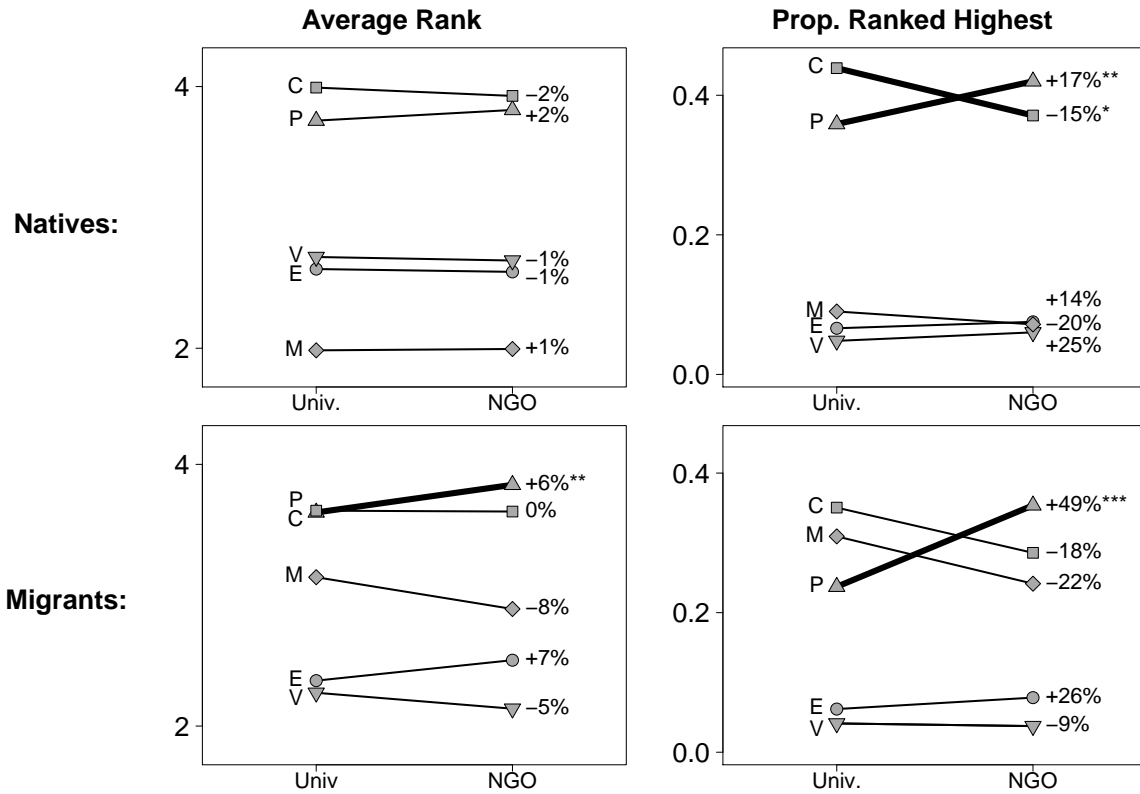 Average Rank
Prop. Ranked Highest
Natives:
Migrants:
4
2
C
P
V
E
M
−2%
+2%
−1%
−1%
+1%
Univ.
NGO
0.4
0.2
0.0
C
P
M
E
V
+17%**
−15%*
+14%
−20%
+25%
Univ.
NGO
4
2
P
C
M
E
V
+6%**
0%
−8%
+7%
−5%
Univ
NGO
0.4
0.2
0.0
C
M
P
E
V
+49%***
−18%
−22%
+26%
−9%
Univ.
NGO